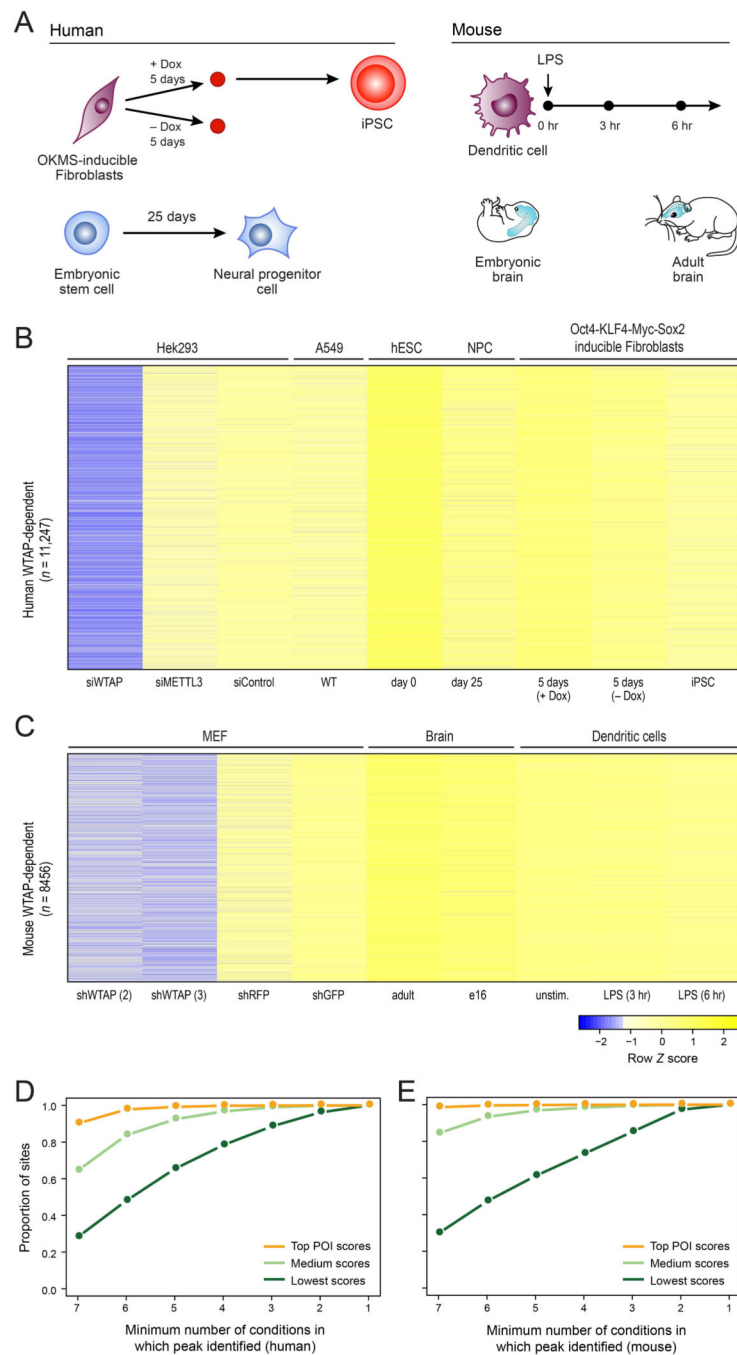 A
Human
+ Dox
5 days
– Dox
5 days
OKMS-inducible
Fibroblasts
iPSC
25 days
Embryonic
stem cell
Neural progenitor
cell
Mouse
LPS
0 hr
3 hr
6 hr
Dendritic cell
Embryonic
brain
Adult
brain
B
Hek293
A549
hESC
NPC
Oct4-KLF4-Myc-Sox2
inducible Fibroblasts
Human WTAP-dependent
(n = 11,247)
siWTAP
siMETTL3
siControl
WT
day 0
day 25
5 days
(+ Dox)
5 days
(– Dox)
iPSC
C
MEF
Brain
Dendritic cells
Mouse WTAP-dependent
(n = 8456)
shWTAP (2)
shWTAP (3)
shRFP
shGFP
adult
e16
unstim.
LPS (3 hr)
LPS (6 hr)
–2 –1 0 1 2
Row Z score
D
Proportion of sites
1.0
0.8
0.6
0.4
0.2
0.0
Top POI scores
Medium scores
Lowest scores
7 6 5 4 3 2 1
Minimum number of conditions in
which peak identified (human)
E
Top POI scores
Medium scores
Lowest scores
7 6 5 4 3 2 1
Minimum number of conditions in
which peak identified (mouse)